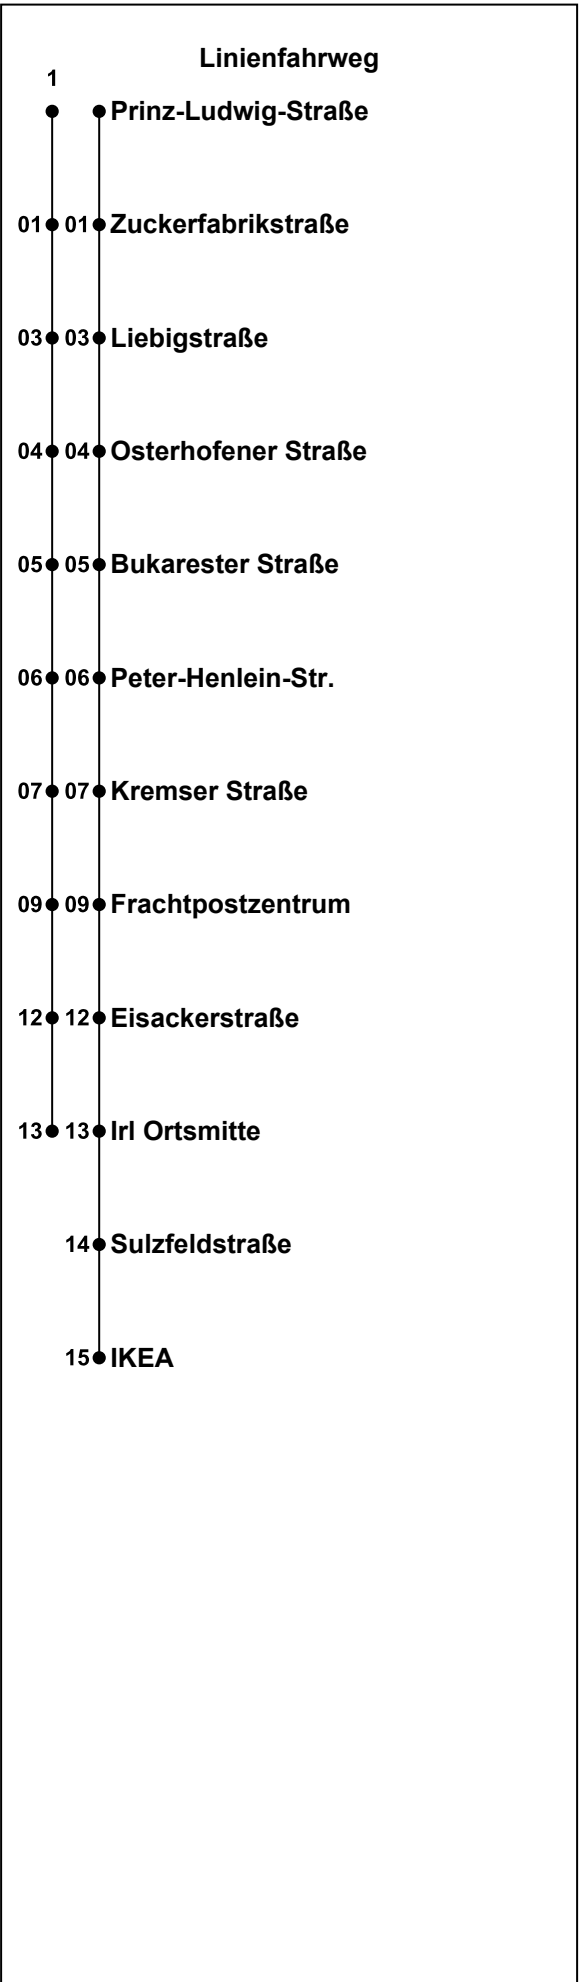 Linienfahrweg
1
Prinz-Ludwig-Straße
01 01 Zuckerfabrikstraße
03 03 Liebigstraße
04 04 Osterhofener Straße
05 05 Bukarester Straße
06 06 Peter-Henlein-Str.
07 07 Kremser Straße
09 09 Frachtpostzentrum
12 12 Eisackerstraße
13 13 Irl Ortsmitte
14 Sulzfeldstraße
15 IKEA